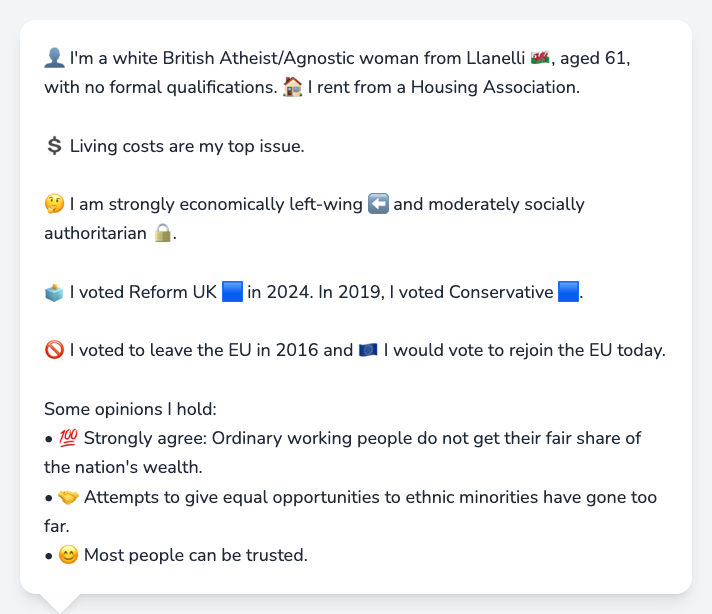 👤 I'm a white British Atheist/Agnostic woman from Llanelli 🏴󠁧󠁢󠁷󠁬󠁳󠁿, aged 61,
with no formal qualifications. 🏠 I rent from a Housing Association.
💲 Living costs are my top issue.
🤔 I am strongly economically left-wing ⬅️ and moderately socially
authoritarian 🔒.
🗳️ I voted Reform UK 🟦 in 2024. In 2019, I voted Conservative 🟦.
🚫 I voted to leave the EU in 2016 and 🇪🇺 I would vote to rejoin the EU today.
Some opinions I hold:
• 💯 Strongly agree: Ordinary working people do not get their fair share of
the nation's wealth.
• 🤝 Attempts to give equal opportunities to ethnic minorities have gone too
far.
• 😊 Most people can be trusted.